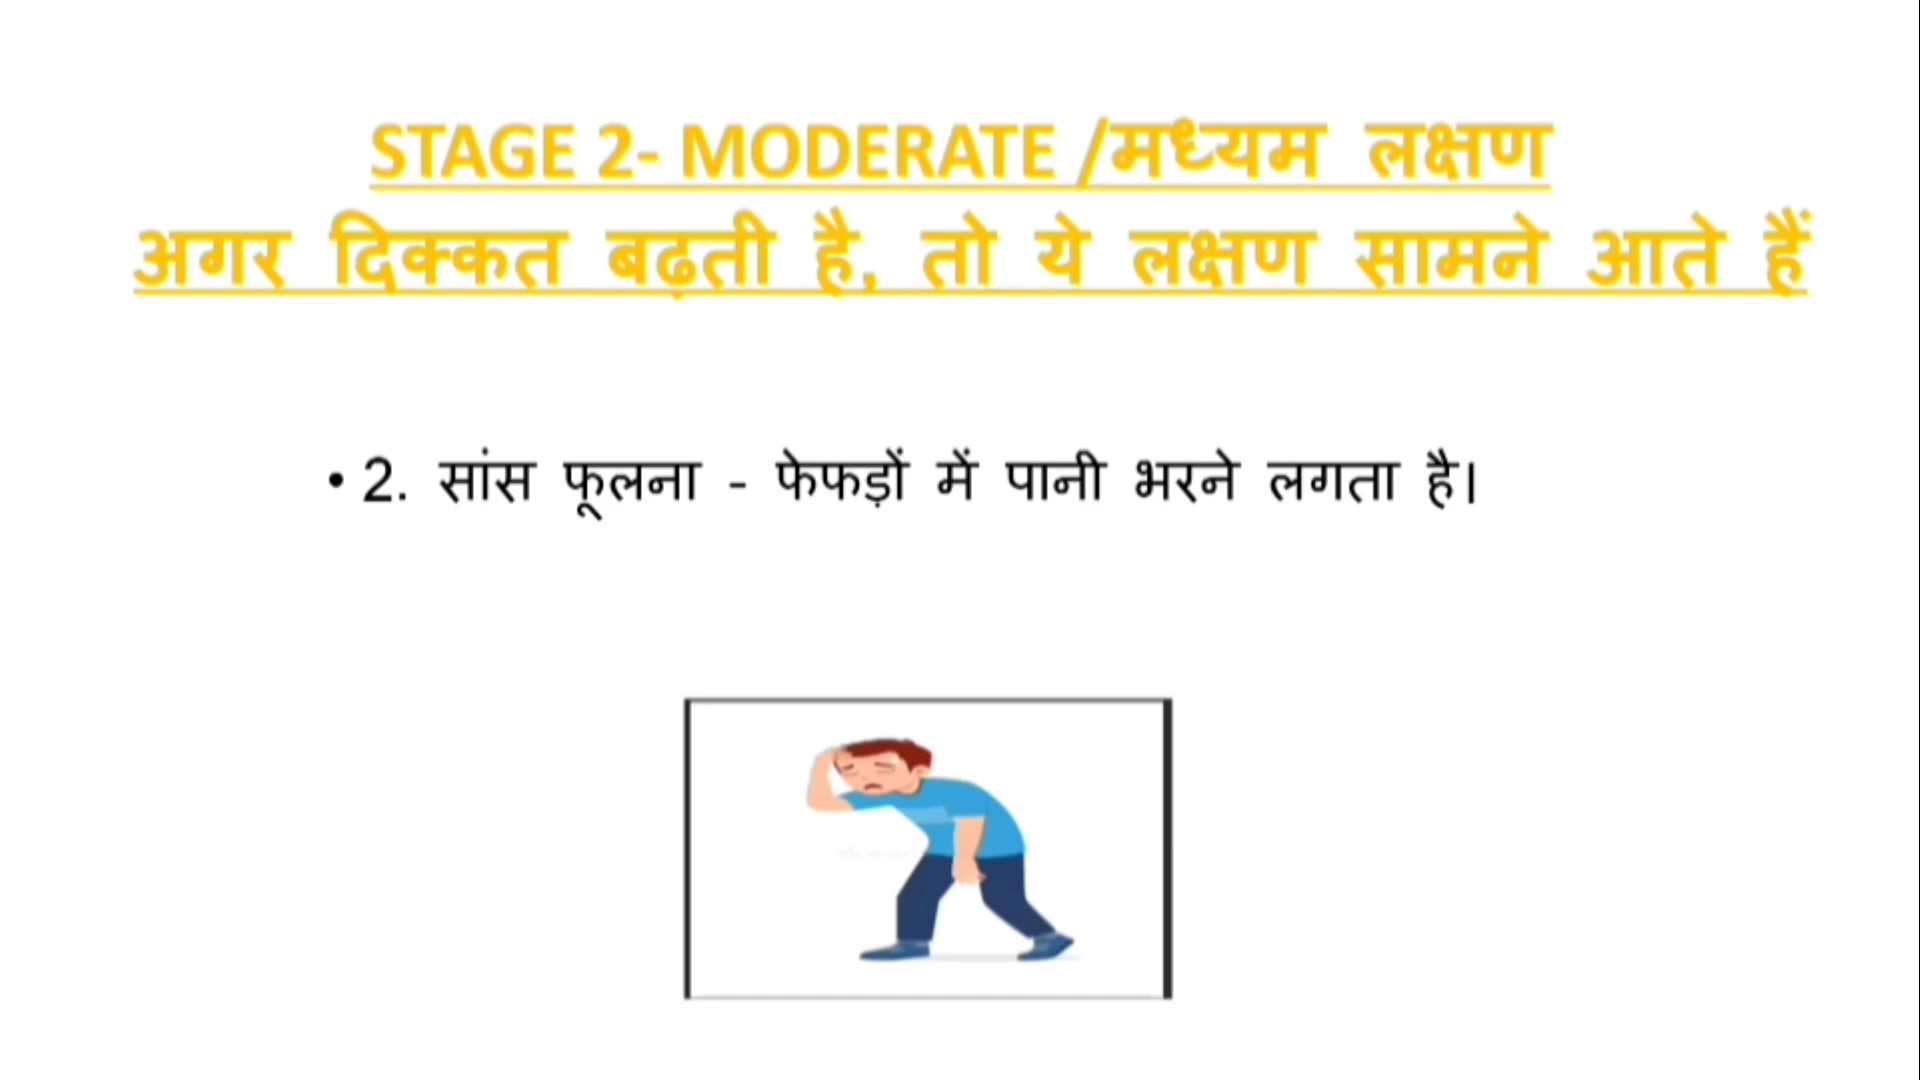 STAGE 2- MODERATE /मध्यम लक्षण
अगर दिक्कत बढ़ती है, तो ये लक्षण सामने आते हैं
• 2. सांस फूलना - फेफड़ों में पानी भरने लगता है।